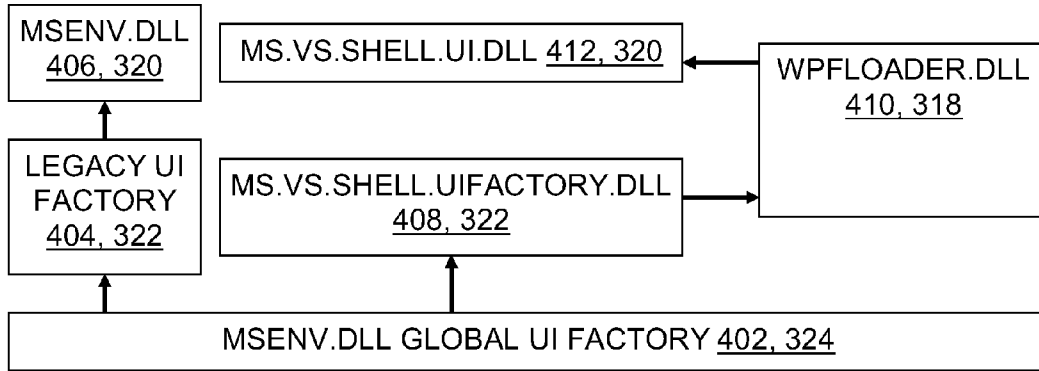 MSENV.DLL
406, 320
MS.VS.SHELL.UI.DLL 412, 320
WPFLOADER.DLL
410, 318
LEGACY UI
FACTORY
404, 322
MS.VS.SHELL.UIFACTORY.DLL
408, 322
MSENV.DLL GLOBAL UI FACTORY 402, 324